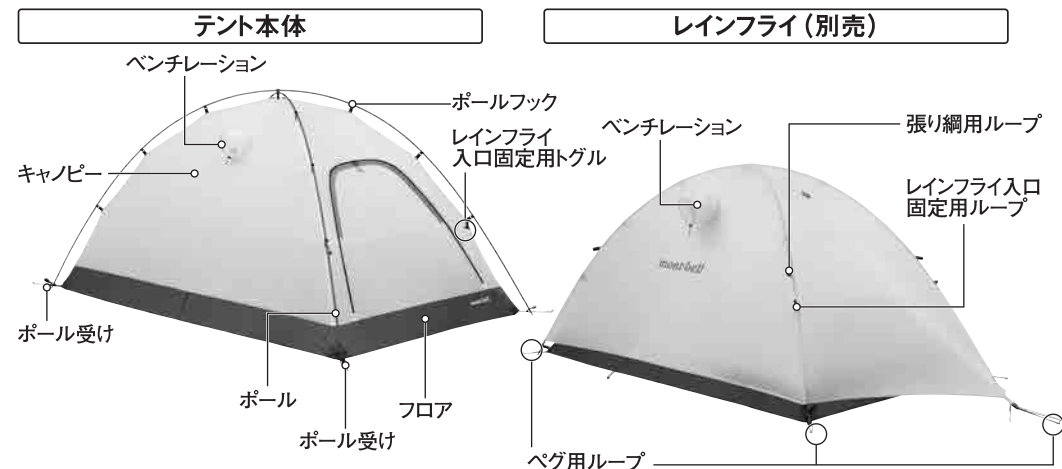 テント本体
ベンチレーション
ポールフック
レインフライ
入口固定用トグル
キャノピー
ポール受け
ポール
ポール受け
フロア
レインフライ（別売）
ベンチレーション
張り綱用ループ
レインフライ入口
固定用ループ
mont-bell
ペグ用ループ